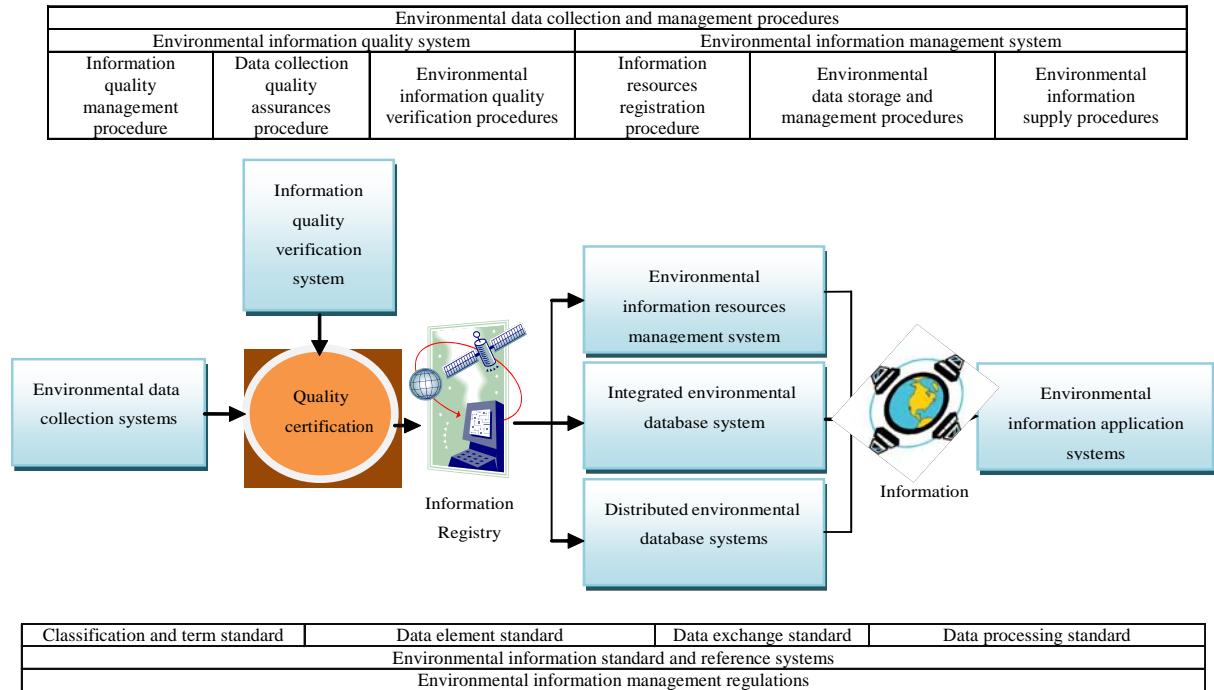 Environmental data collection and management procedures
Environmental information quality system
Environmental information management system
Information
quality
management
procedure
Data collection
quality
assurances
procedure
Environmental
information quality
verification procedures
Information
resources
registration
procedure
Environmental
data storage and
management procedures
Environmental
information
supply procedures
Information
quality
verification
system
Environmental data
collection systems
Quality
certification
Information
Registry
Environmental
information resources
management system
Integrated environmental
database system
Distributed environmental
database systems
Information
Environmental
information application
systems
Classification and term standard
Data element standard
Data exchange standard
Data processing standard
Environmental information standard and reference systems
Environmental information management regulations